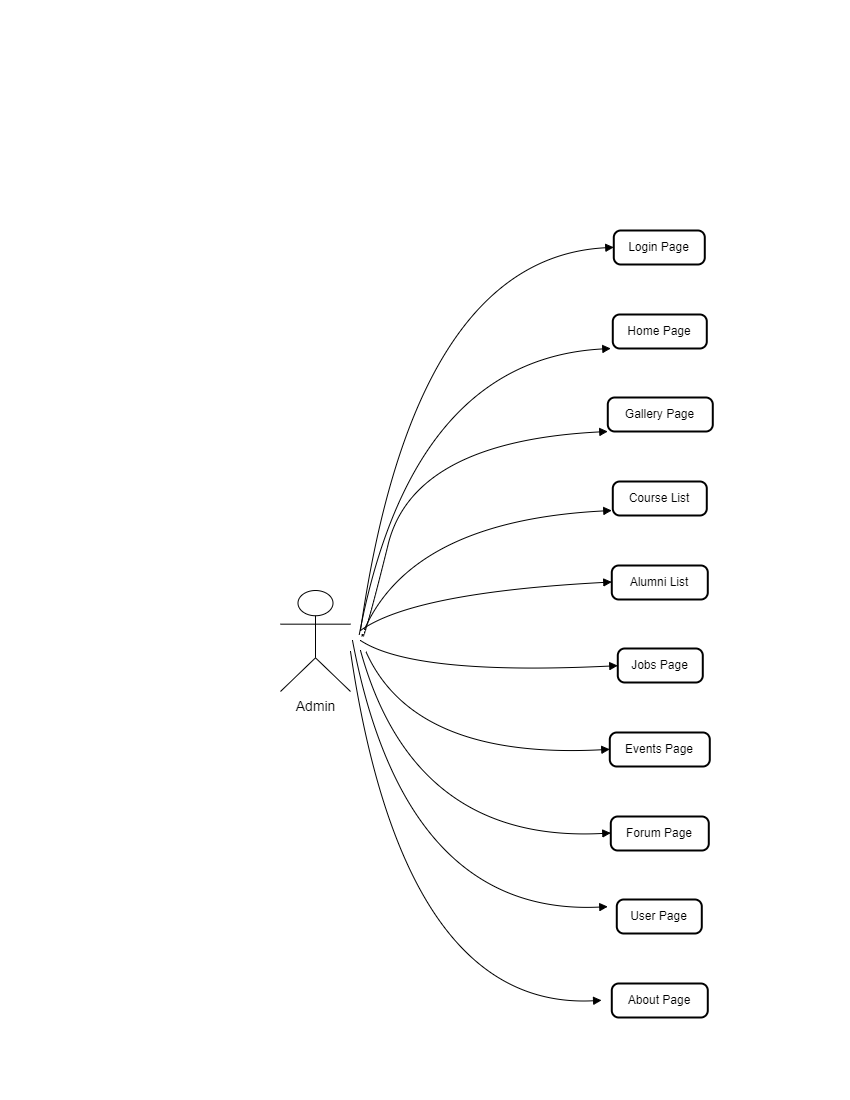 Login Page
Home Page
Gallery Page
Course List
Alumni List
Jobs Page
Admin
Events Page
Forum Page
User Page
About Page